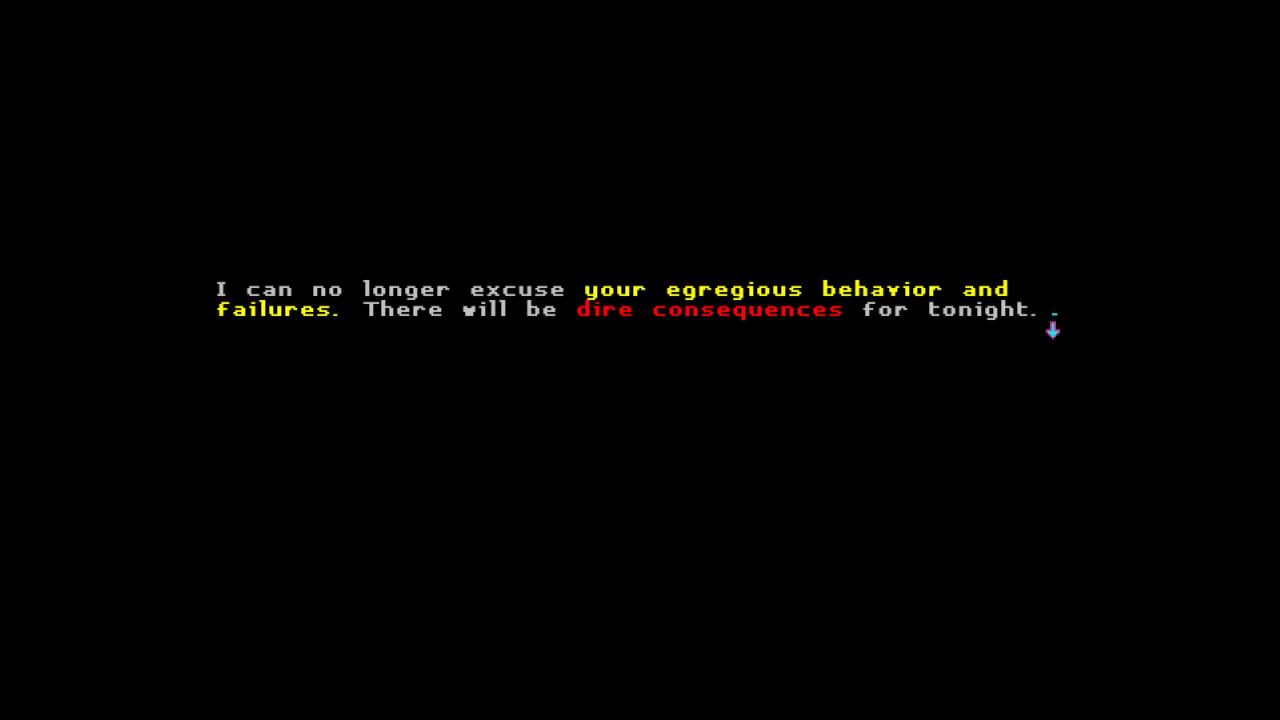 I can no longer excuse your egregious behavior and
failures. There will be dire consequences for tonight.